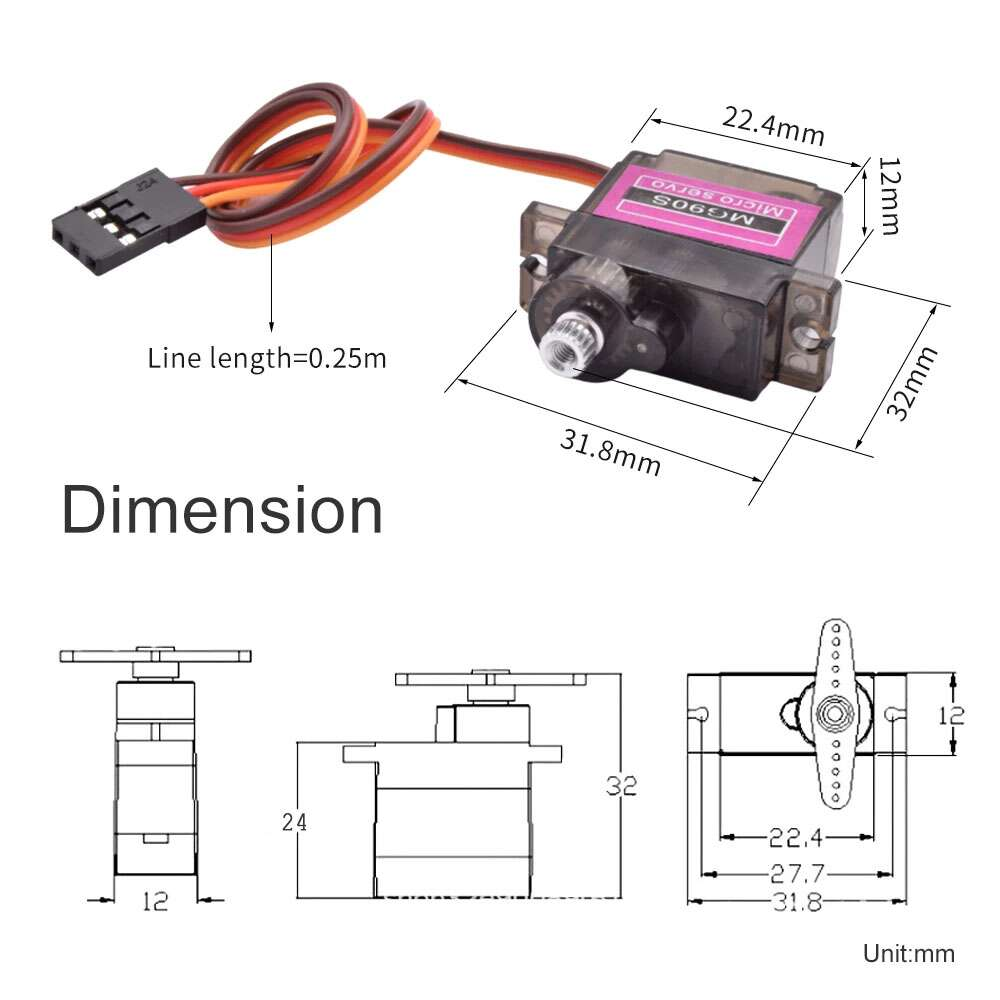 22.4mm
12mm
J24
MG90S
Micro servo
Line length=0.25m
32mm
31.8mm
Dimension
24
32
12
12
22.4
27.7
31.8
Unit:mm